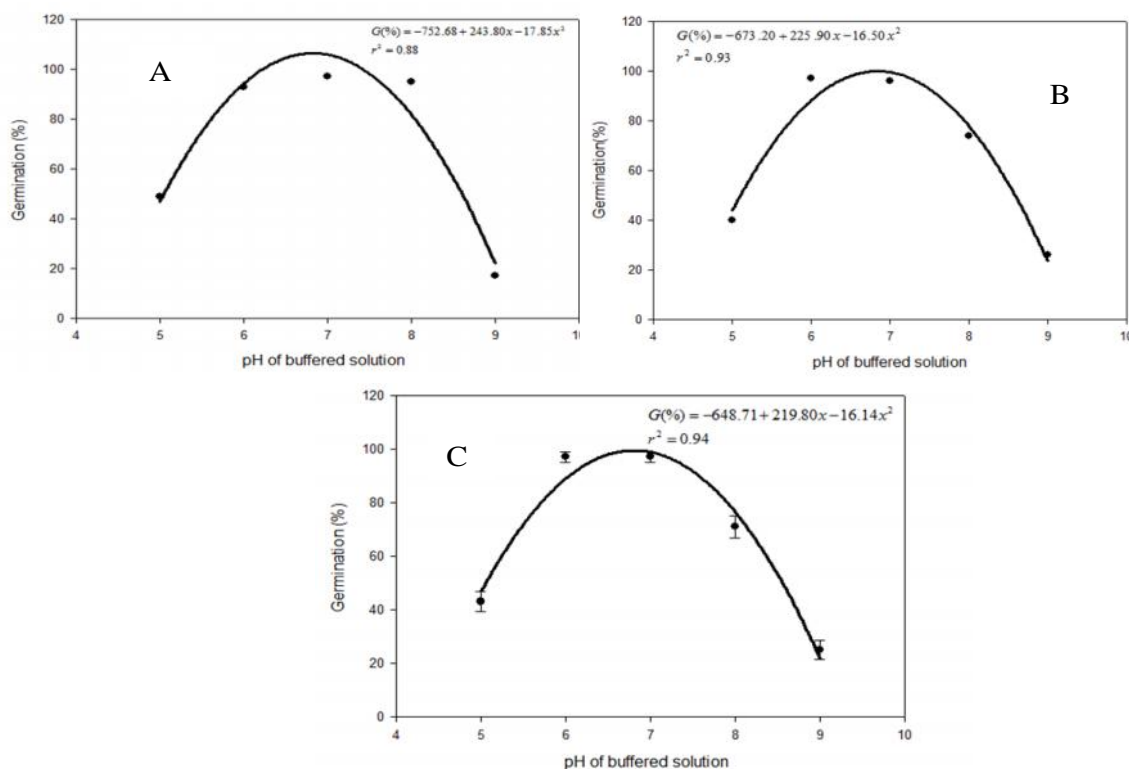 A
G(%) = −752.68 + 243.80x − 17.85x²
r² = 0.88
Germination (%)
120
100
80
60
40
20
0
4 5 6 7 8 9 10
pH of buffered solution
B
G(%) = −673.20 + 225.90x − 16.50x²
r² = 0.93
Germination(%)
120
100
80
60
40
20
0
4 5 6 7 8 9 10
pH of buffered solution
C
G(%) = −648.71 + 219.80x − 16.14x²
r² = 0.94
Germination (%)
120
100
80
60
40
20
0
4 5 6 7 8 9 10
pH of buffered solution